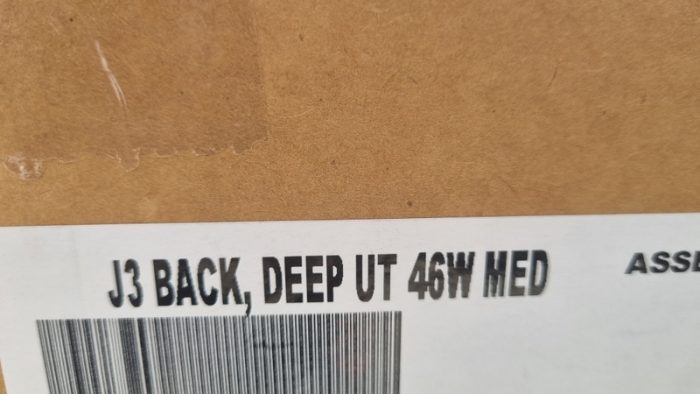 J3 BACK, DEEP UT 46W MED